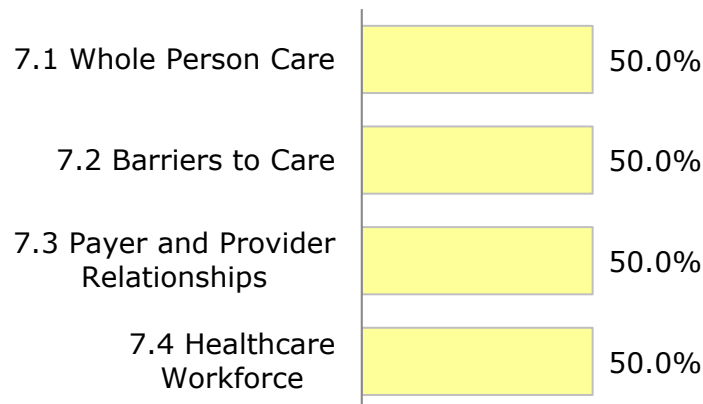 7.1 Whole Person Care 50.0%
7.2 Barriers to Care 50.0%
7.3 Payer and Provider
Relationships 50.0%
7.4 Healthcare
Workforce 50.0%